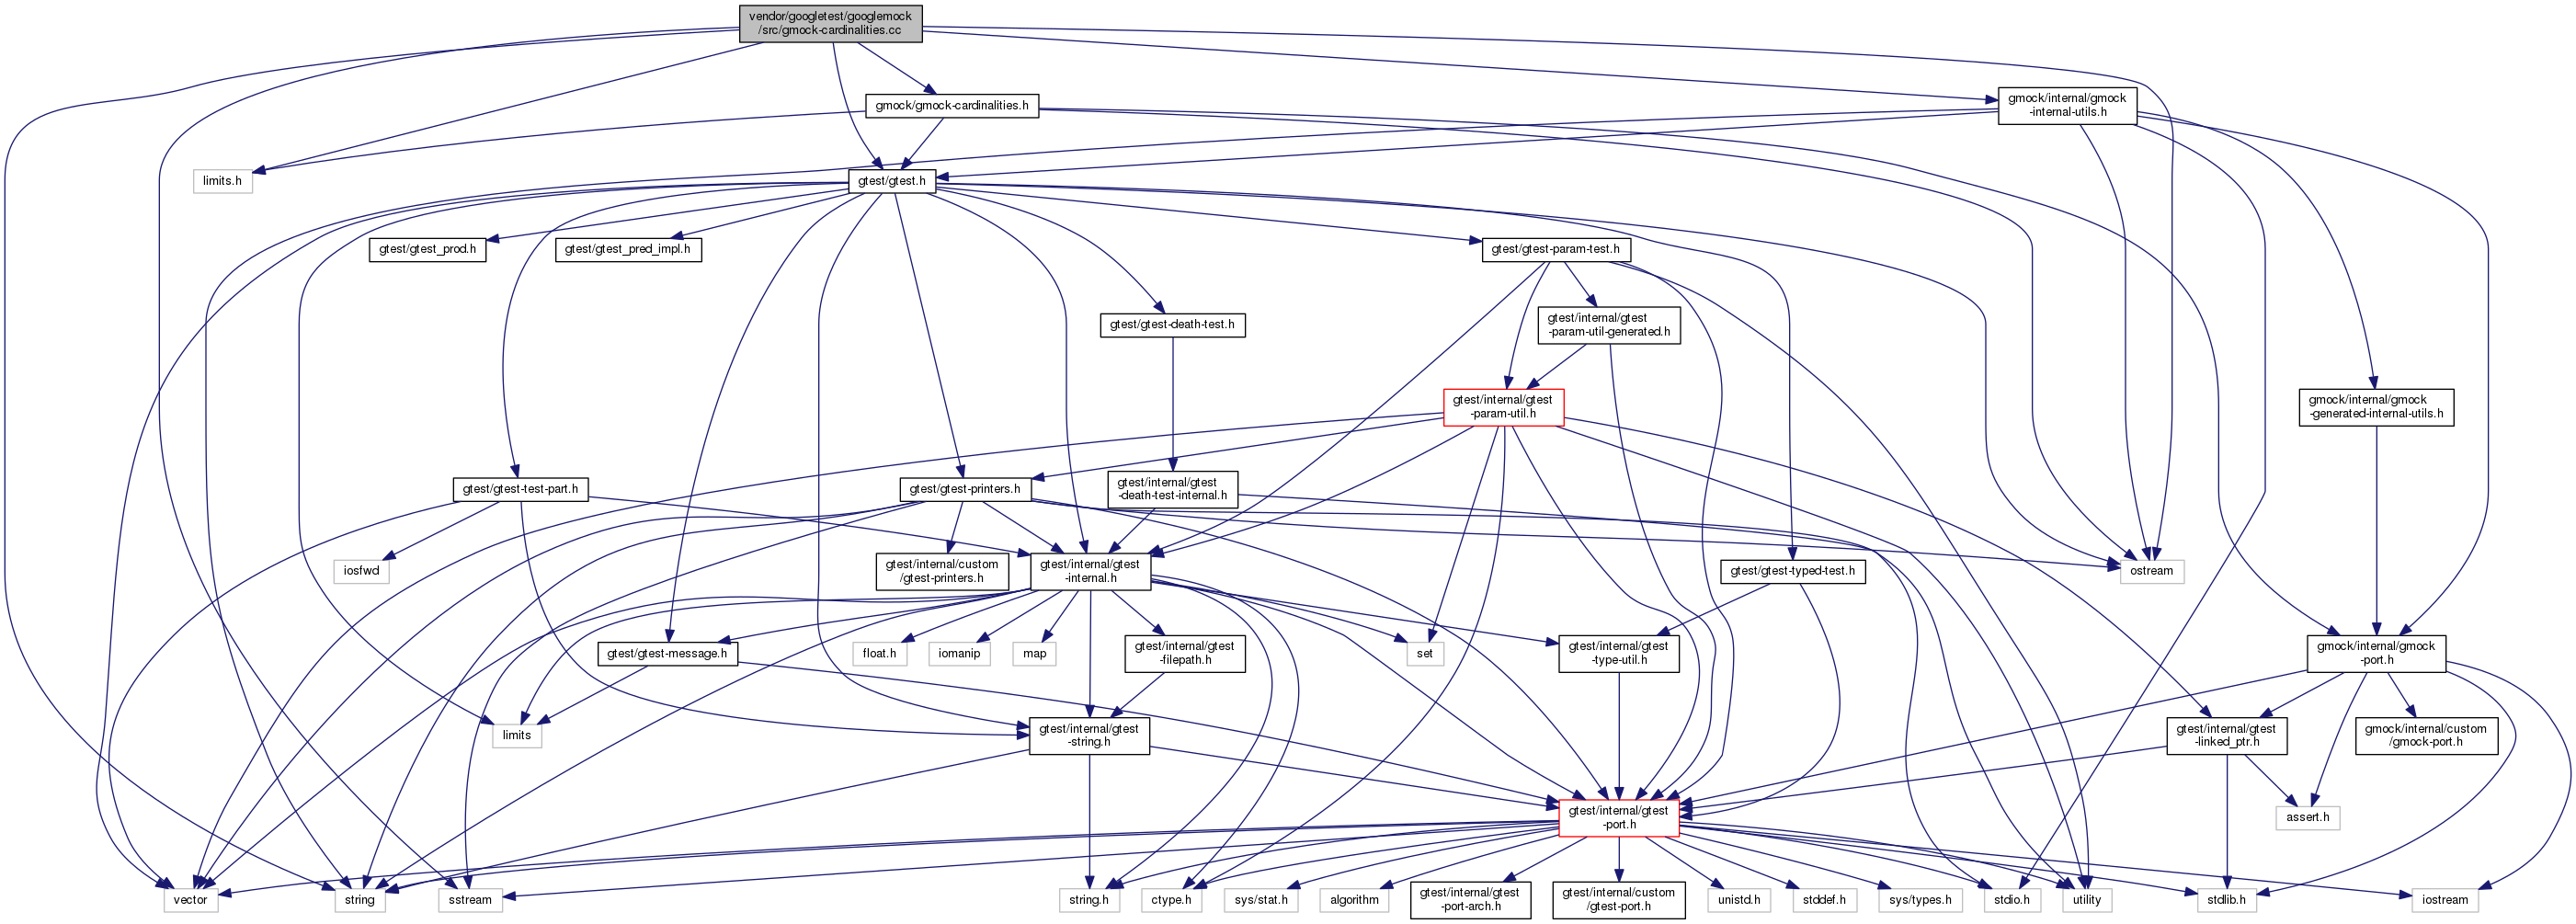 vendor/googletest/googlemock
/src/gmock-cardinalities.cc
gmock/gmock-cardinalities.h
gmock/internal/gmock
-internal-utils.h
limits.h
gtest/gtest.h
gtest/gtest_prod.h
gtest/gtest_pred_impl.h
gtest/gtest-param-test.h
gtest/gtest-death-test.h
gtest/internal/gtest
-param-util-generated.h
gtest/internal/gtest
-param-util.h
gmock/internal/gmock
-generated-internal-utils.h
gtest/gtest-test-part.h
gtest/gtest-printers.h
gtest/internal/gtest
-death-test-internal.h
iosfwd
gtest/internal/custom
/gtest-printers.h
gtest/internal/gtest
-internal.h
gtest/gtest-typed-test.h
ostream
gtest/gtest-message.h
float.h
iomanip
map
gtest/internal/gtest
-filepath.h
set
gtest/internal/gtest
-type-util.h
gmock/internal/gmock
-port.h
limits
gtest/internal/gtest
-string.h
gtest/internal/gtest
-linked_ptr.h
gmock/internal/custom
/gmock-port.h
gtest/internal/gtest
-port.h
assert.h
vector
string
sstream
string.h
ctype.h
sys/stat.h
algorithm
gtest/internal/gtest
-port-arch.h
gtest/internal/custom
/gtest-port.h
unistd.h
stddef.h
sys/types.h
stdio.h
utility
stdlib.h
iostream